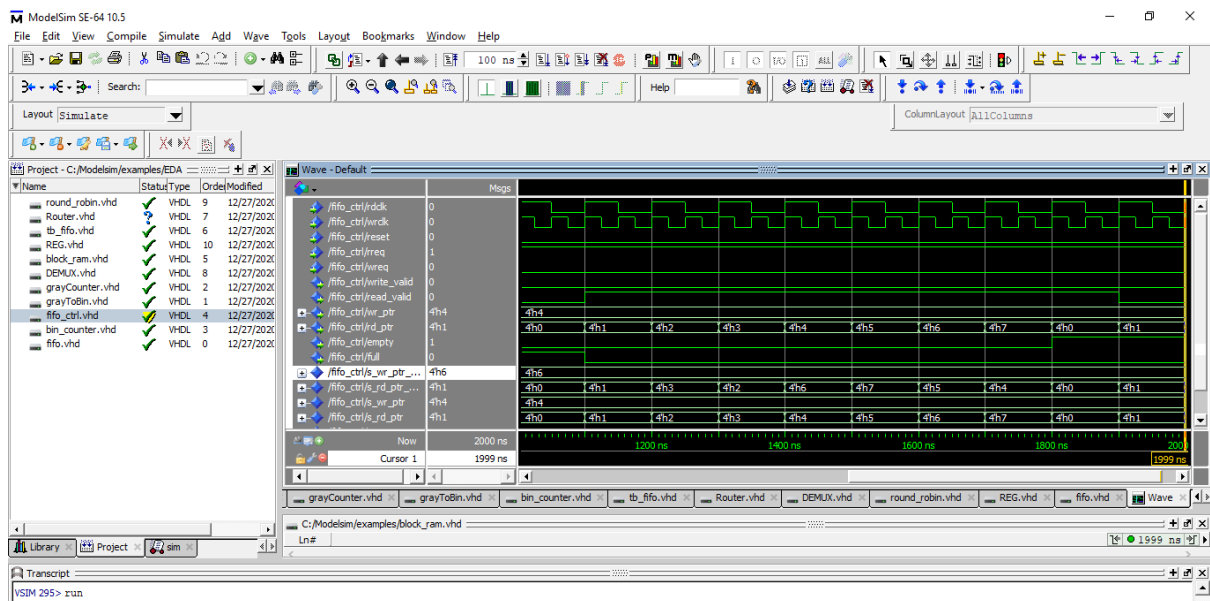 ModelSim SE-64 10.5
File Edit View Compile Simulate Add Wave Tools Layout Bookmarks Window Help
100 ns
Search:
Help
Layout Simulate
ColumnLayout AllColumns
Project - C:/Modelsim/examples/EDA
Name Status Type Order Modified
round_robin.vhd VHDL 9 12/27/2020
Router.vhd ? VHDL 7 12/27/2020
tb_fifo.vhd VHDL 6 12/27/2020
REG.vhd VHDL 10 12/27/2020
block_ram.vhd VHDL 5 12/27/2020
DEMUX.vhd VHDL 8 12/27/2020
grayCounter.vhd VHDL 2 12/27/2020
grayToBin.vhd VHDL 1 12/27/2020
fifo_ctrl.vhd VHDL 4 12/27/2020
bin_counter.vhd VHDL 3 12/27/2020
fifo.vhd VHDL 0 12/27/2020
Library Project sim
Wave - Default
Msgs
/fifo_ctrl/rdclk 0
/fifo_ctrl/wrclk 0
/fifo_ctrl/reset 0
/fifo_ctrl/rreq 1
/fifo_ctrl/wreq 0
/fifo_ctrl/write_valid 0
/fifo_ctrl/read_valid 0
/fifo_ctrl/wr_ptr 4'h4 4'h4
/fifo_ctrl/rd_ptr 4'h1 4'h0 4'h1 4'h2 4'h3 4'h4 4'h5 4'h6 4'h7 4'h0 4'h1
/fifo_ctrl/empty 1
/fifo_ctrl/full 0
/fifo_ctrl/s_wr_ptr_... 4'h6 4'h6
/fifo_ctrl/s_rd_ptr_... 4'h1 4'h0 4'h1 4'h3 4'h2 4'h6 4'h7 4'h5 4'h4 4'h0 4'h1
/fifo_ctrl/s_wr_ptr 4'h4 4'h4
/fifo_ctrl/s_rd_ptr 4'h1 4'h0 4'h1 4'h2 4'h3 4'h4 4'h5 4'h6 4'h7 4'h0 4'h1
Now 2000 ns 1200 ns 1400 ns 1600 ns 1800 ns 200
Cursor 1 1999 ns 1999 ns
grayCounter.vhd grayToBin.vhd bin_counter.vhd tb_fifo.vhd Router.vhd DEMUX.vhd round_robin.vhd REG.vhd fifo.vhd Wave
C:/Modelsim/examples/block_ram.vhd
Ln#
1999 ns
Transcript
VSIM 295> run